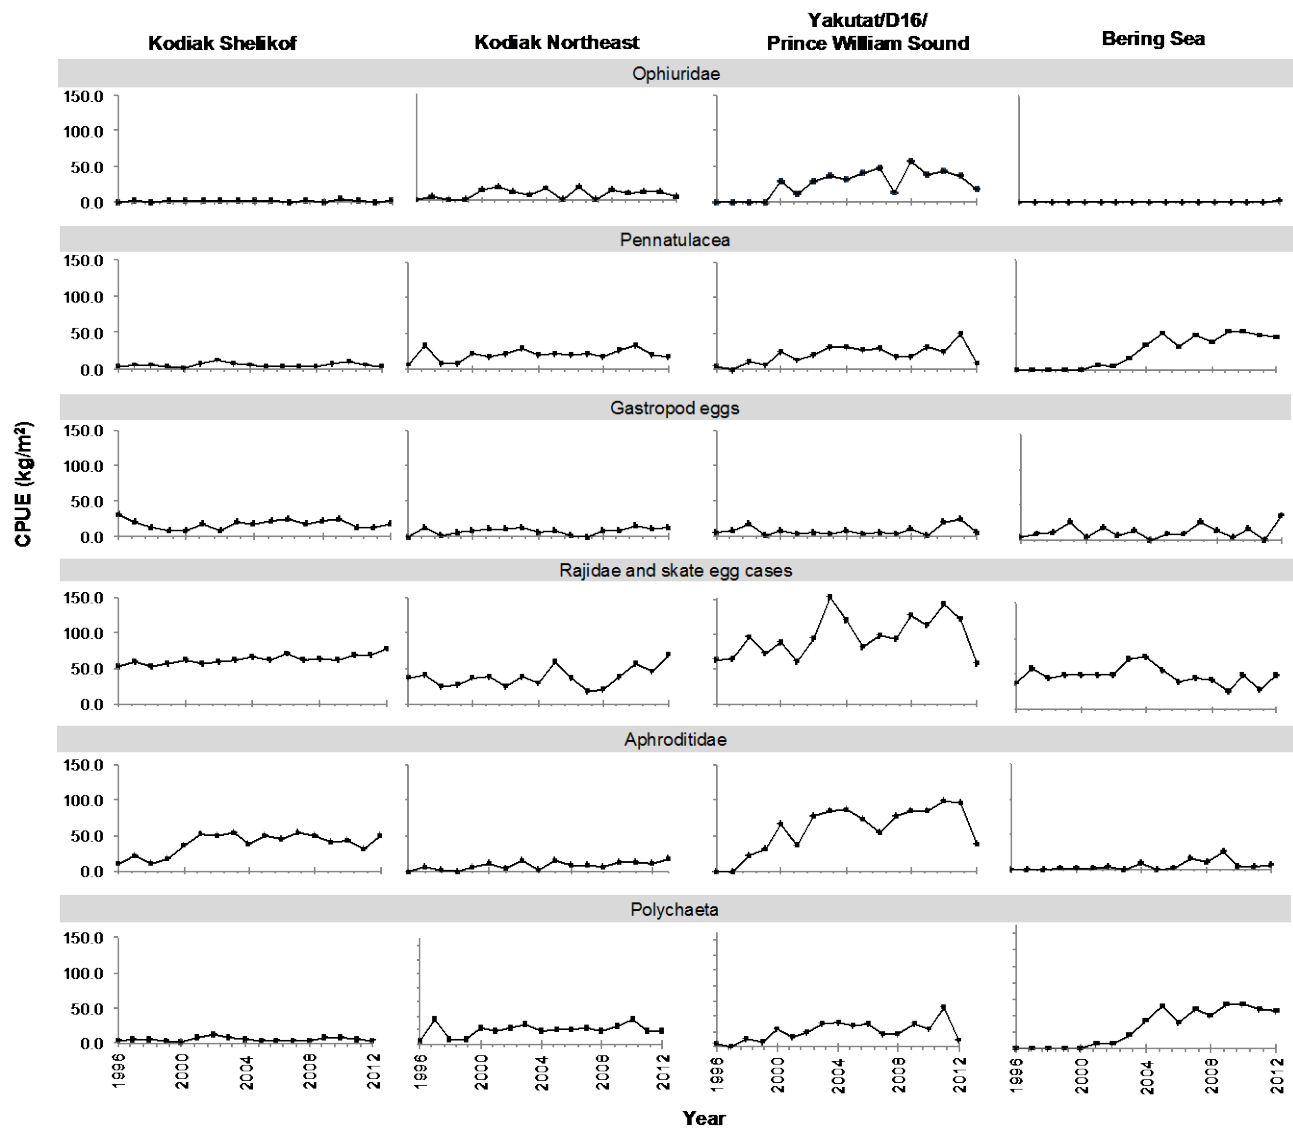 Kodiak Shelikof
Kodiak Northeast
Yakutat/D16/
Prince William Sound
Bering Sea
Ophiuridae
150.0
100.0
50.0
0.0
Pennatulacea
150.0
100.0
50.0
0.0
Gastropod eggs
150.0
100.0
50.0
0.0
Rajidae and skate egg cases
150.0
100.0
50.0
0.0
Aphroditidae
150.0
100.0
50.0
0.0
Polychaeta
150.0
100.0
50.0
0.0
CPUE (kg/m²)
1996 2000 2004 2008 2012
1996 2000 2004 2008 2012
1996 2000 2004 2008 2012
1996 2000 2004 2008 2012
Year